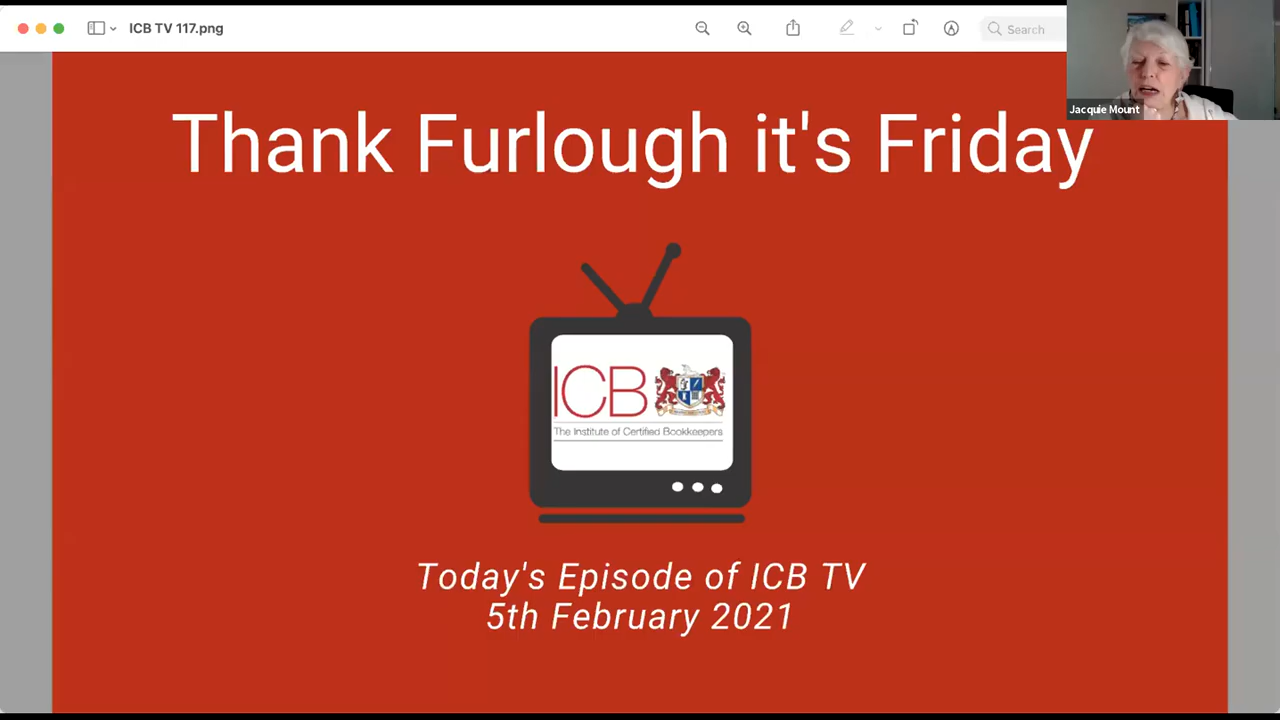 ICB TV 117.png
Search
Jacquie Mount
Thank Furlough it's Friday
ICB
The Institute of Certified Bookkeepers
Today's Episode of ICB TV
5th February 2021